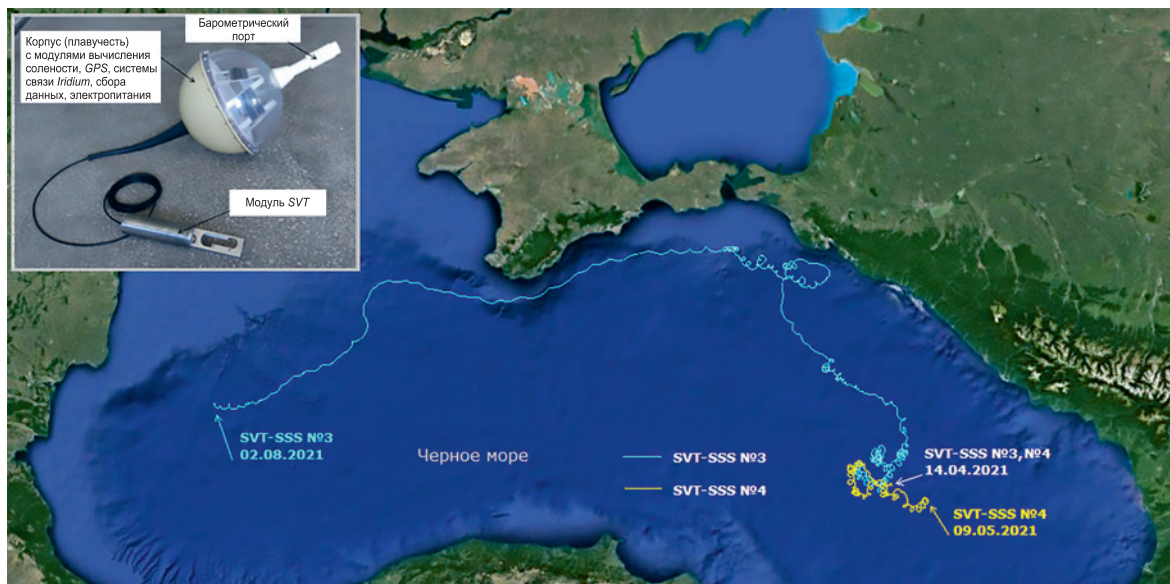 Корпус (плавучесть)
с модулями вычисления
солености, GPS, системы
связи Iridium, сбора
данных, электропитания
Барометрический
порт
Модуль SVT
SVT-SSS №3
02.08.2021
Черное море
SVT-SSS №3
SVT-SSS №4
SVT-SSS №3,№4
14.04.2021
SVT-SSS №4
09.05.2021